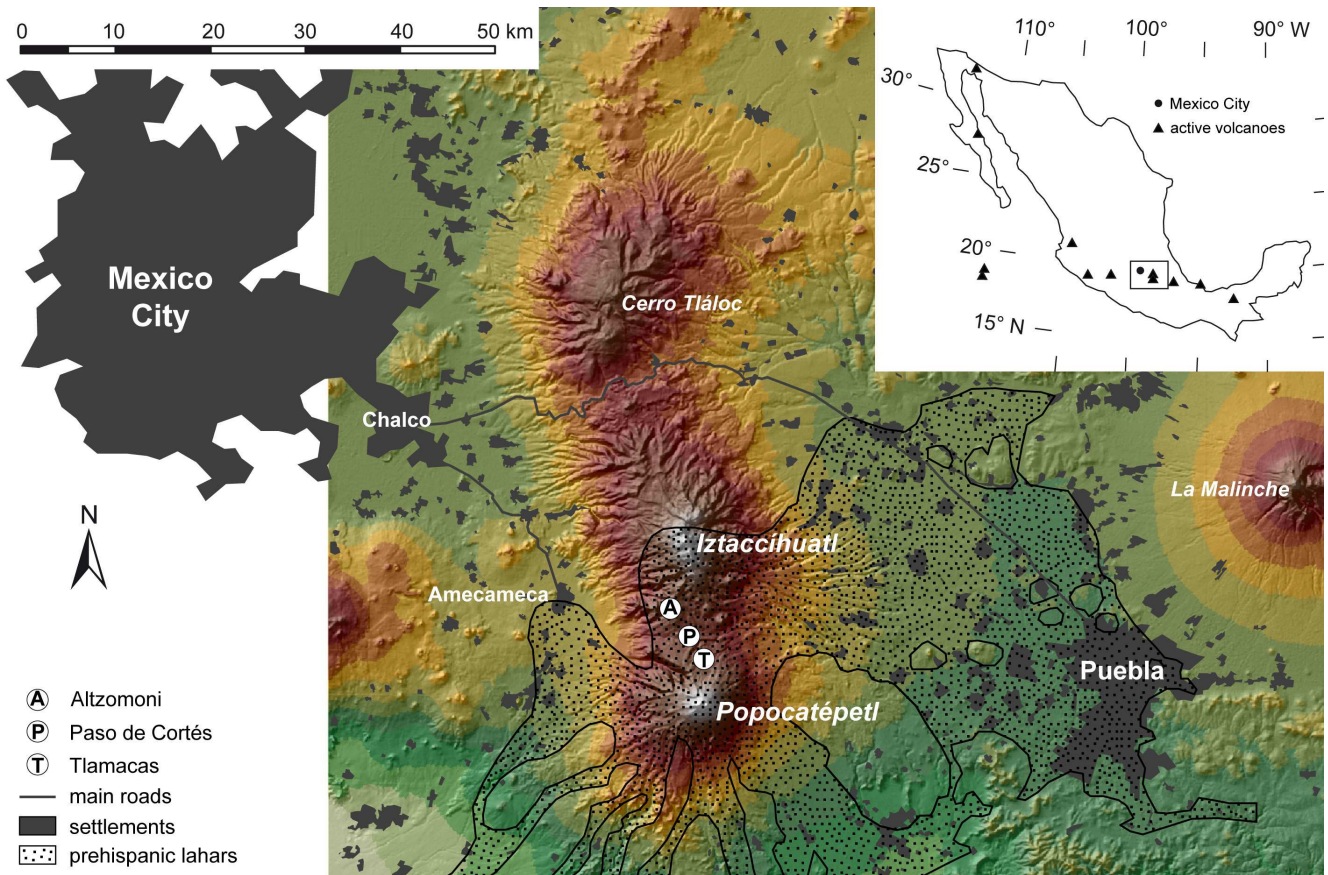 0 10 20 30 40 50 km
110° 100° 90° W
30°
25°
20°
15° N
Mexico City
active volcanoes
Mexico
City
Cerro Tláloc
Chalco
La Malinche
N
Iztaccíhuatl
Amecameca
A
P
T
Puebla
Popocatépetl
A Altzomoni
P Paso de Cortés
T Tlamacas
main roads
settlements
prehispanic lahars